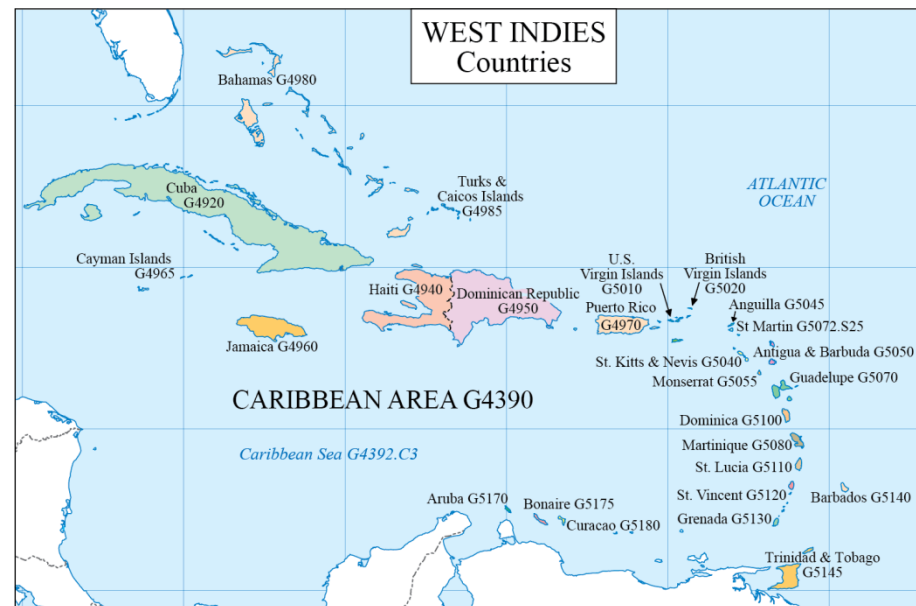 WEST INDIES
Countries
Bahamas G4980
Cuba
G4920
Turks &
Caicos Islands
G4985
ATLANTIC
OCEAN
Cayman Islands
G4965
U.S.
Virgin Islands
G5010
British
Virgin Islands
G5020
Haiti G4940
Dominican Republic
G4950
Puerto Rico
G4970
Anguilla G5045
St Martin G5072.S25
Jamaica G4960
St. Kitts & Nevis G5040
Antigua & Barbuda G5050
Monserrat G5055
Guadelupe G5070
CARIBBEAN AREA G4390
Dominica G5100
Caribbean Sea G4392.C3
Martinique G5080
St. Lucia G5110
St. Vincent G5120
Barbados G5140
Aruba G5170
Bonaire G5175
Curacao G5180
Grenada G5130
Trinidad & Tobago
G5145